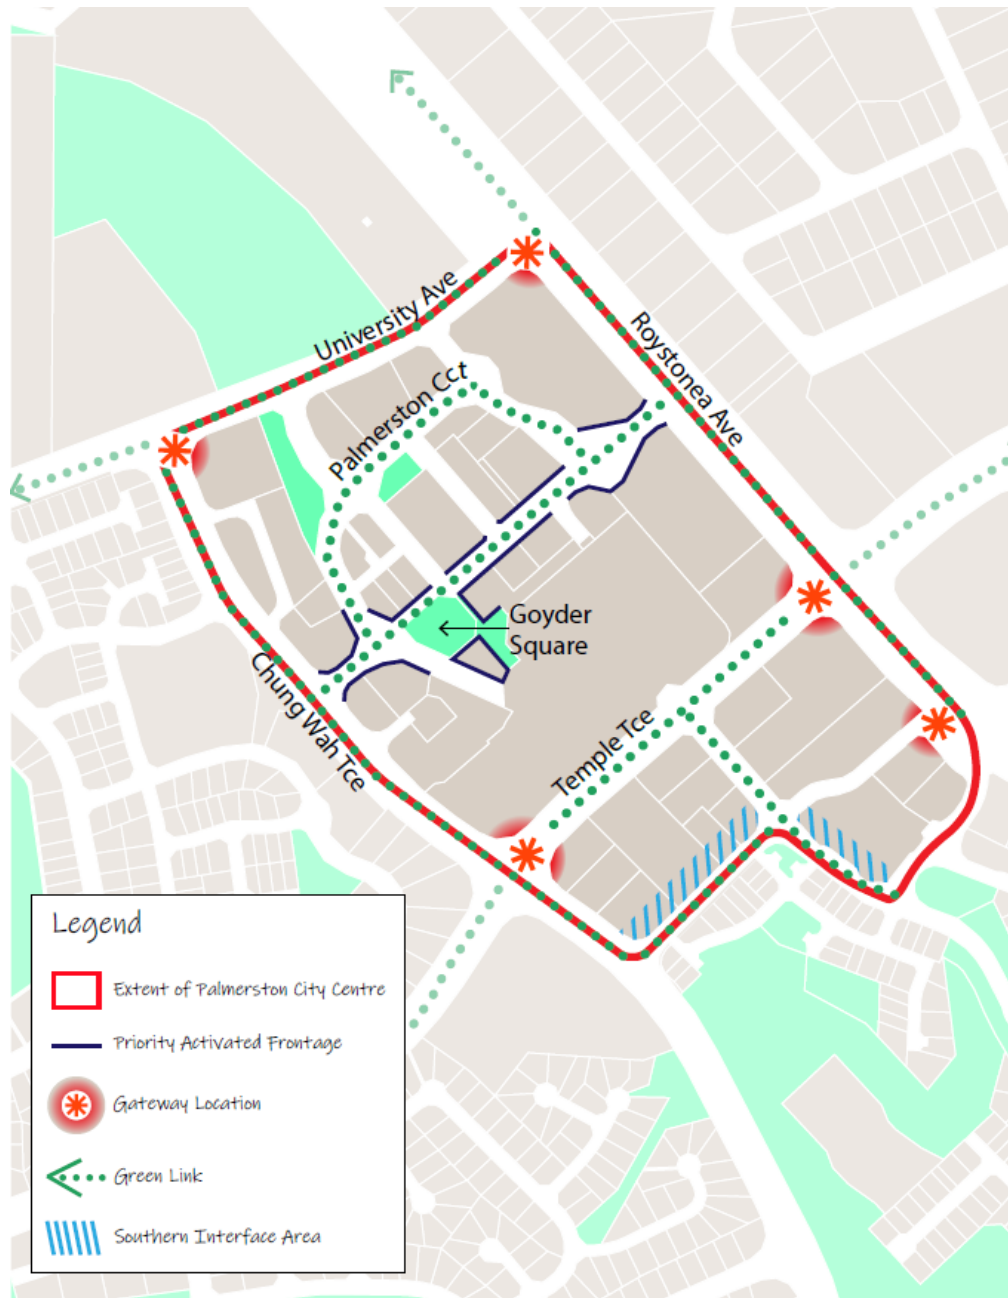 University Ave
Roystonea Ave
Palmerston Cct
Goyder
Square
Chung Wah Tce
Temple Tce
Legend
Extent of Palmerston City Centre
Priority Activated Frontage
Gateway Location
Green Link
Southern Interface Area